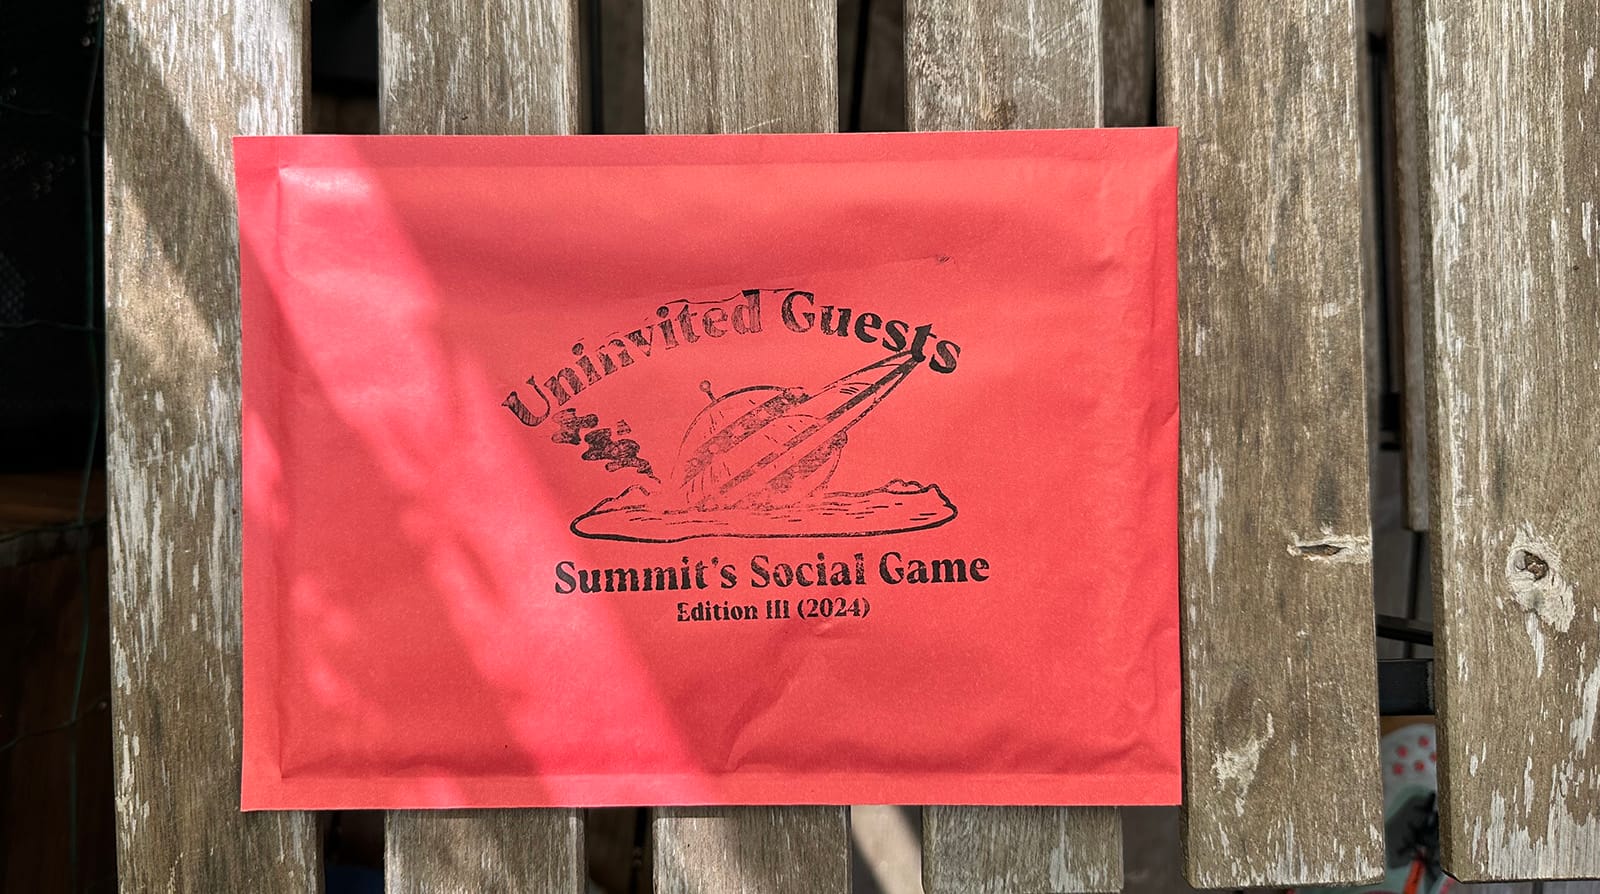 Uninvited Guests
Summit's Social Game
Edition III (2024)